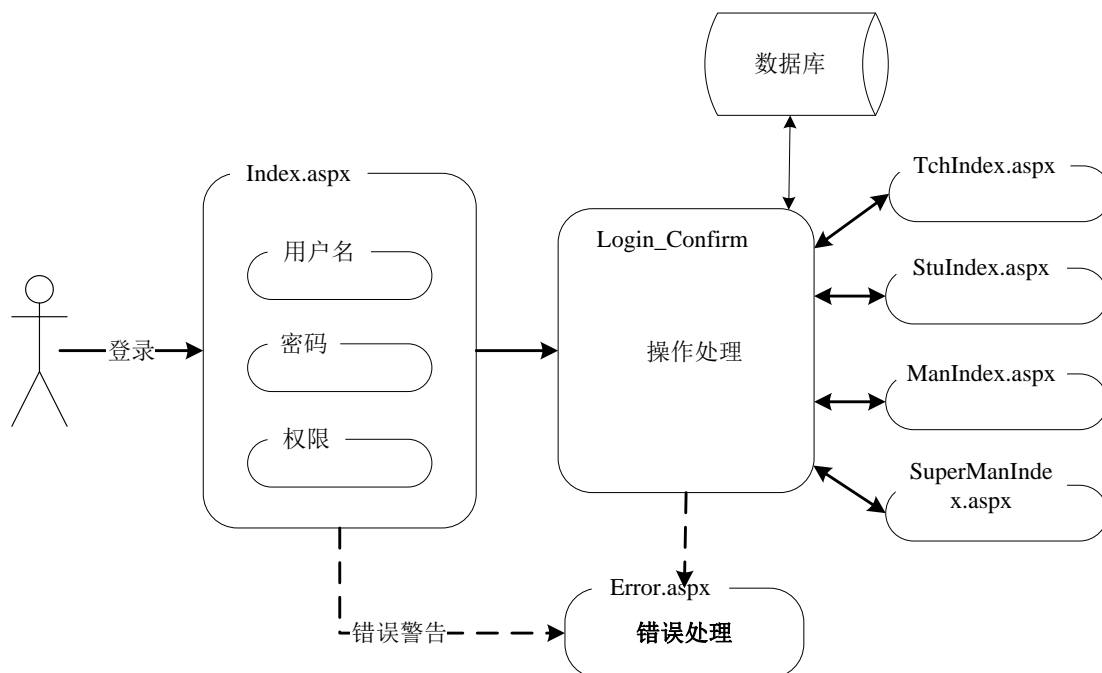 数据库
Index.aspx
TchIndex.aspx
用户名
Login_Confirm
StuIndex.aspx
登录
密码
操作处理
ManIndex.aspx
权限
SuperManInde
x.aspx
Error.aspx
错误警告
错误处理